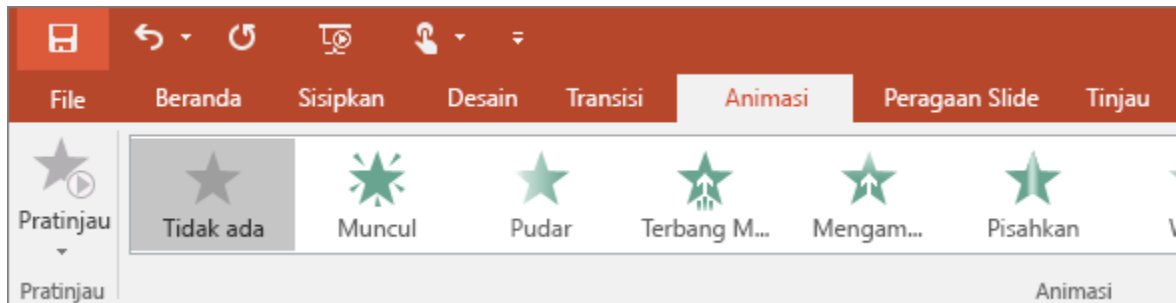 File Beranda Sisipkan Desain Transisi Animasi Peragaan Slide Tinjau
Pratinjau Tidak ada Muncul Pudar Terbang M... Mengam... Pisahkan
Pratinjau Animasi